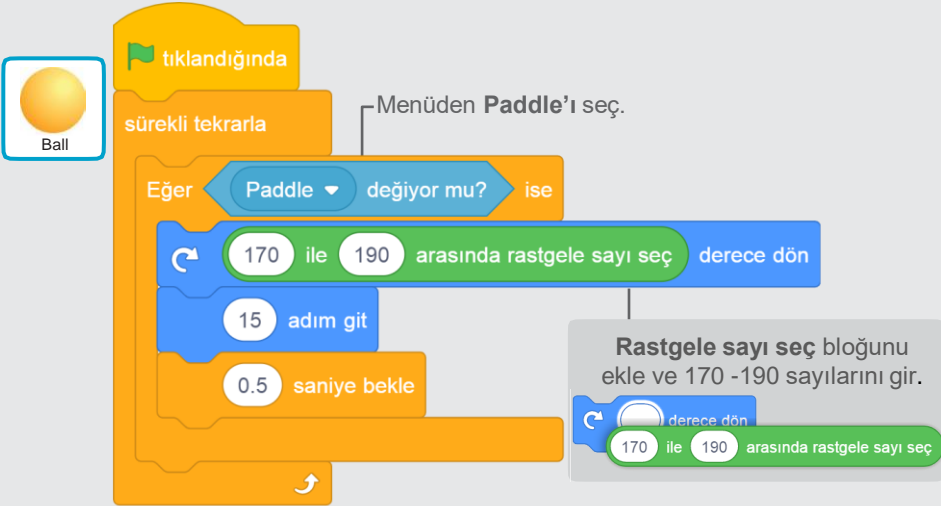 tıklandığında
Ball
sürekli tekrarla
Menüden Paddle’ı seç.
Eğer Paddle değiyor mu? ise
170 ile 190 arasında rastgele sayı seç derece dön
15 adım git
0.5 saniye bekle
Rastgele sayı seç bloğunu
ekle ve 170 -190 sayılarını gir.
derece dön
170 ile 190 arasında rastgele sayı seç